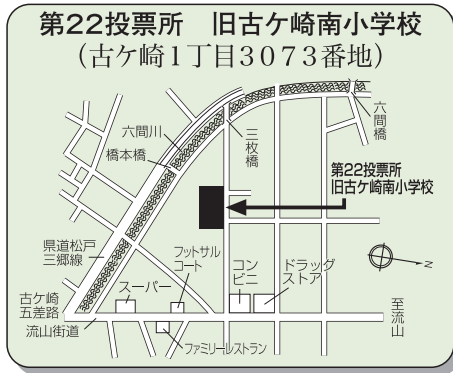 第22投票所 旧古ケ崎南小学校
(古ケ崎1丁目3073番地)
六間川
橋本橋
三枚橋
六間橋
第22投票所
旧古ケ崎南小学校
県道松戸
三郷線
フットサル
コート
スーパー
コン
ビニ
ドラッグ
ストア
N
古ケ崎
五差路
流山街道
ファミリーレストラン
至流山